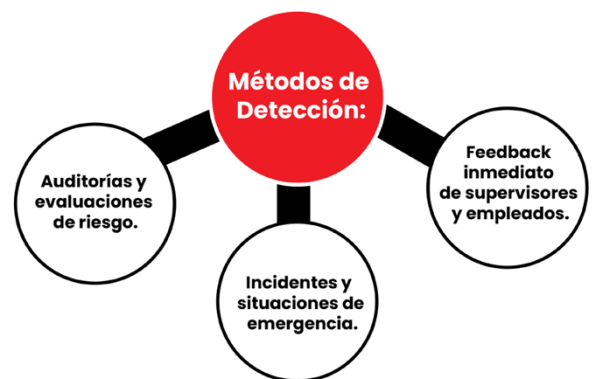 Métodos de
Detección:
Auditorías y
evaluaciones
de riesgo.
Incidentes y
situaciones de
emergencia.
Feedback
inmediato
de supervisores
y empleados.